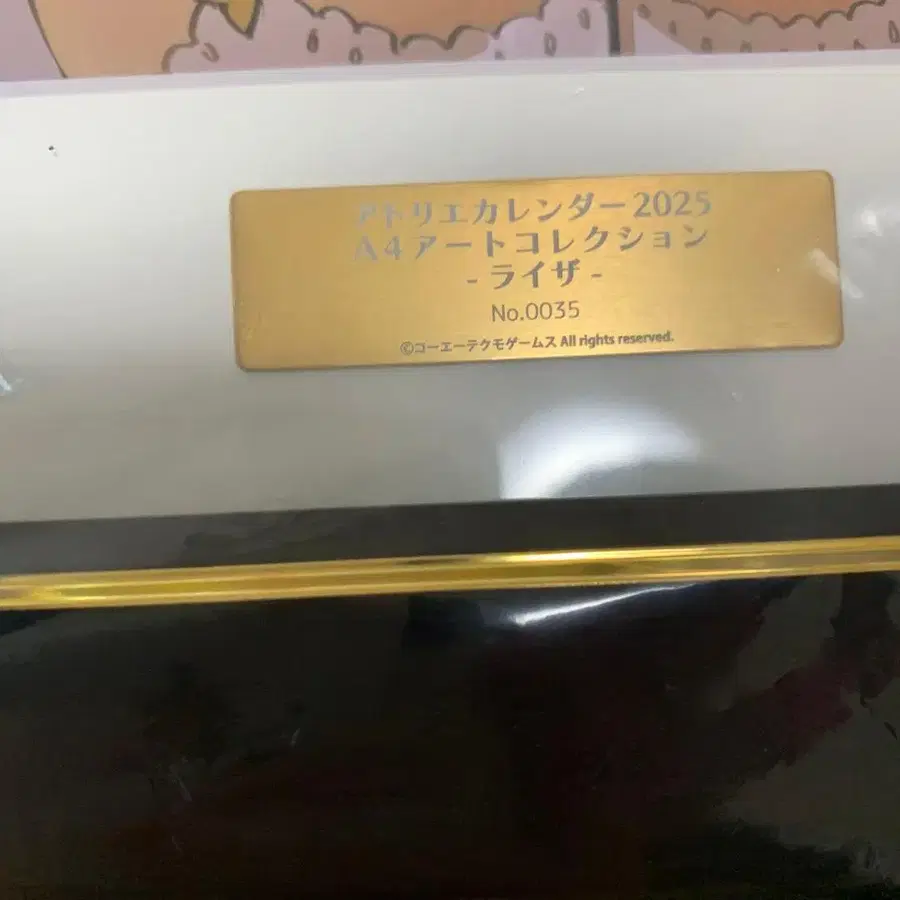 アトリエカレンダー2025
A4アートコレクション
-ライザ-
No.0035
©コーエーテクモゲームス All rights reserved.